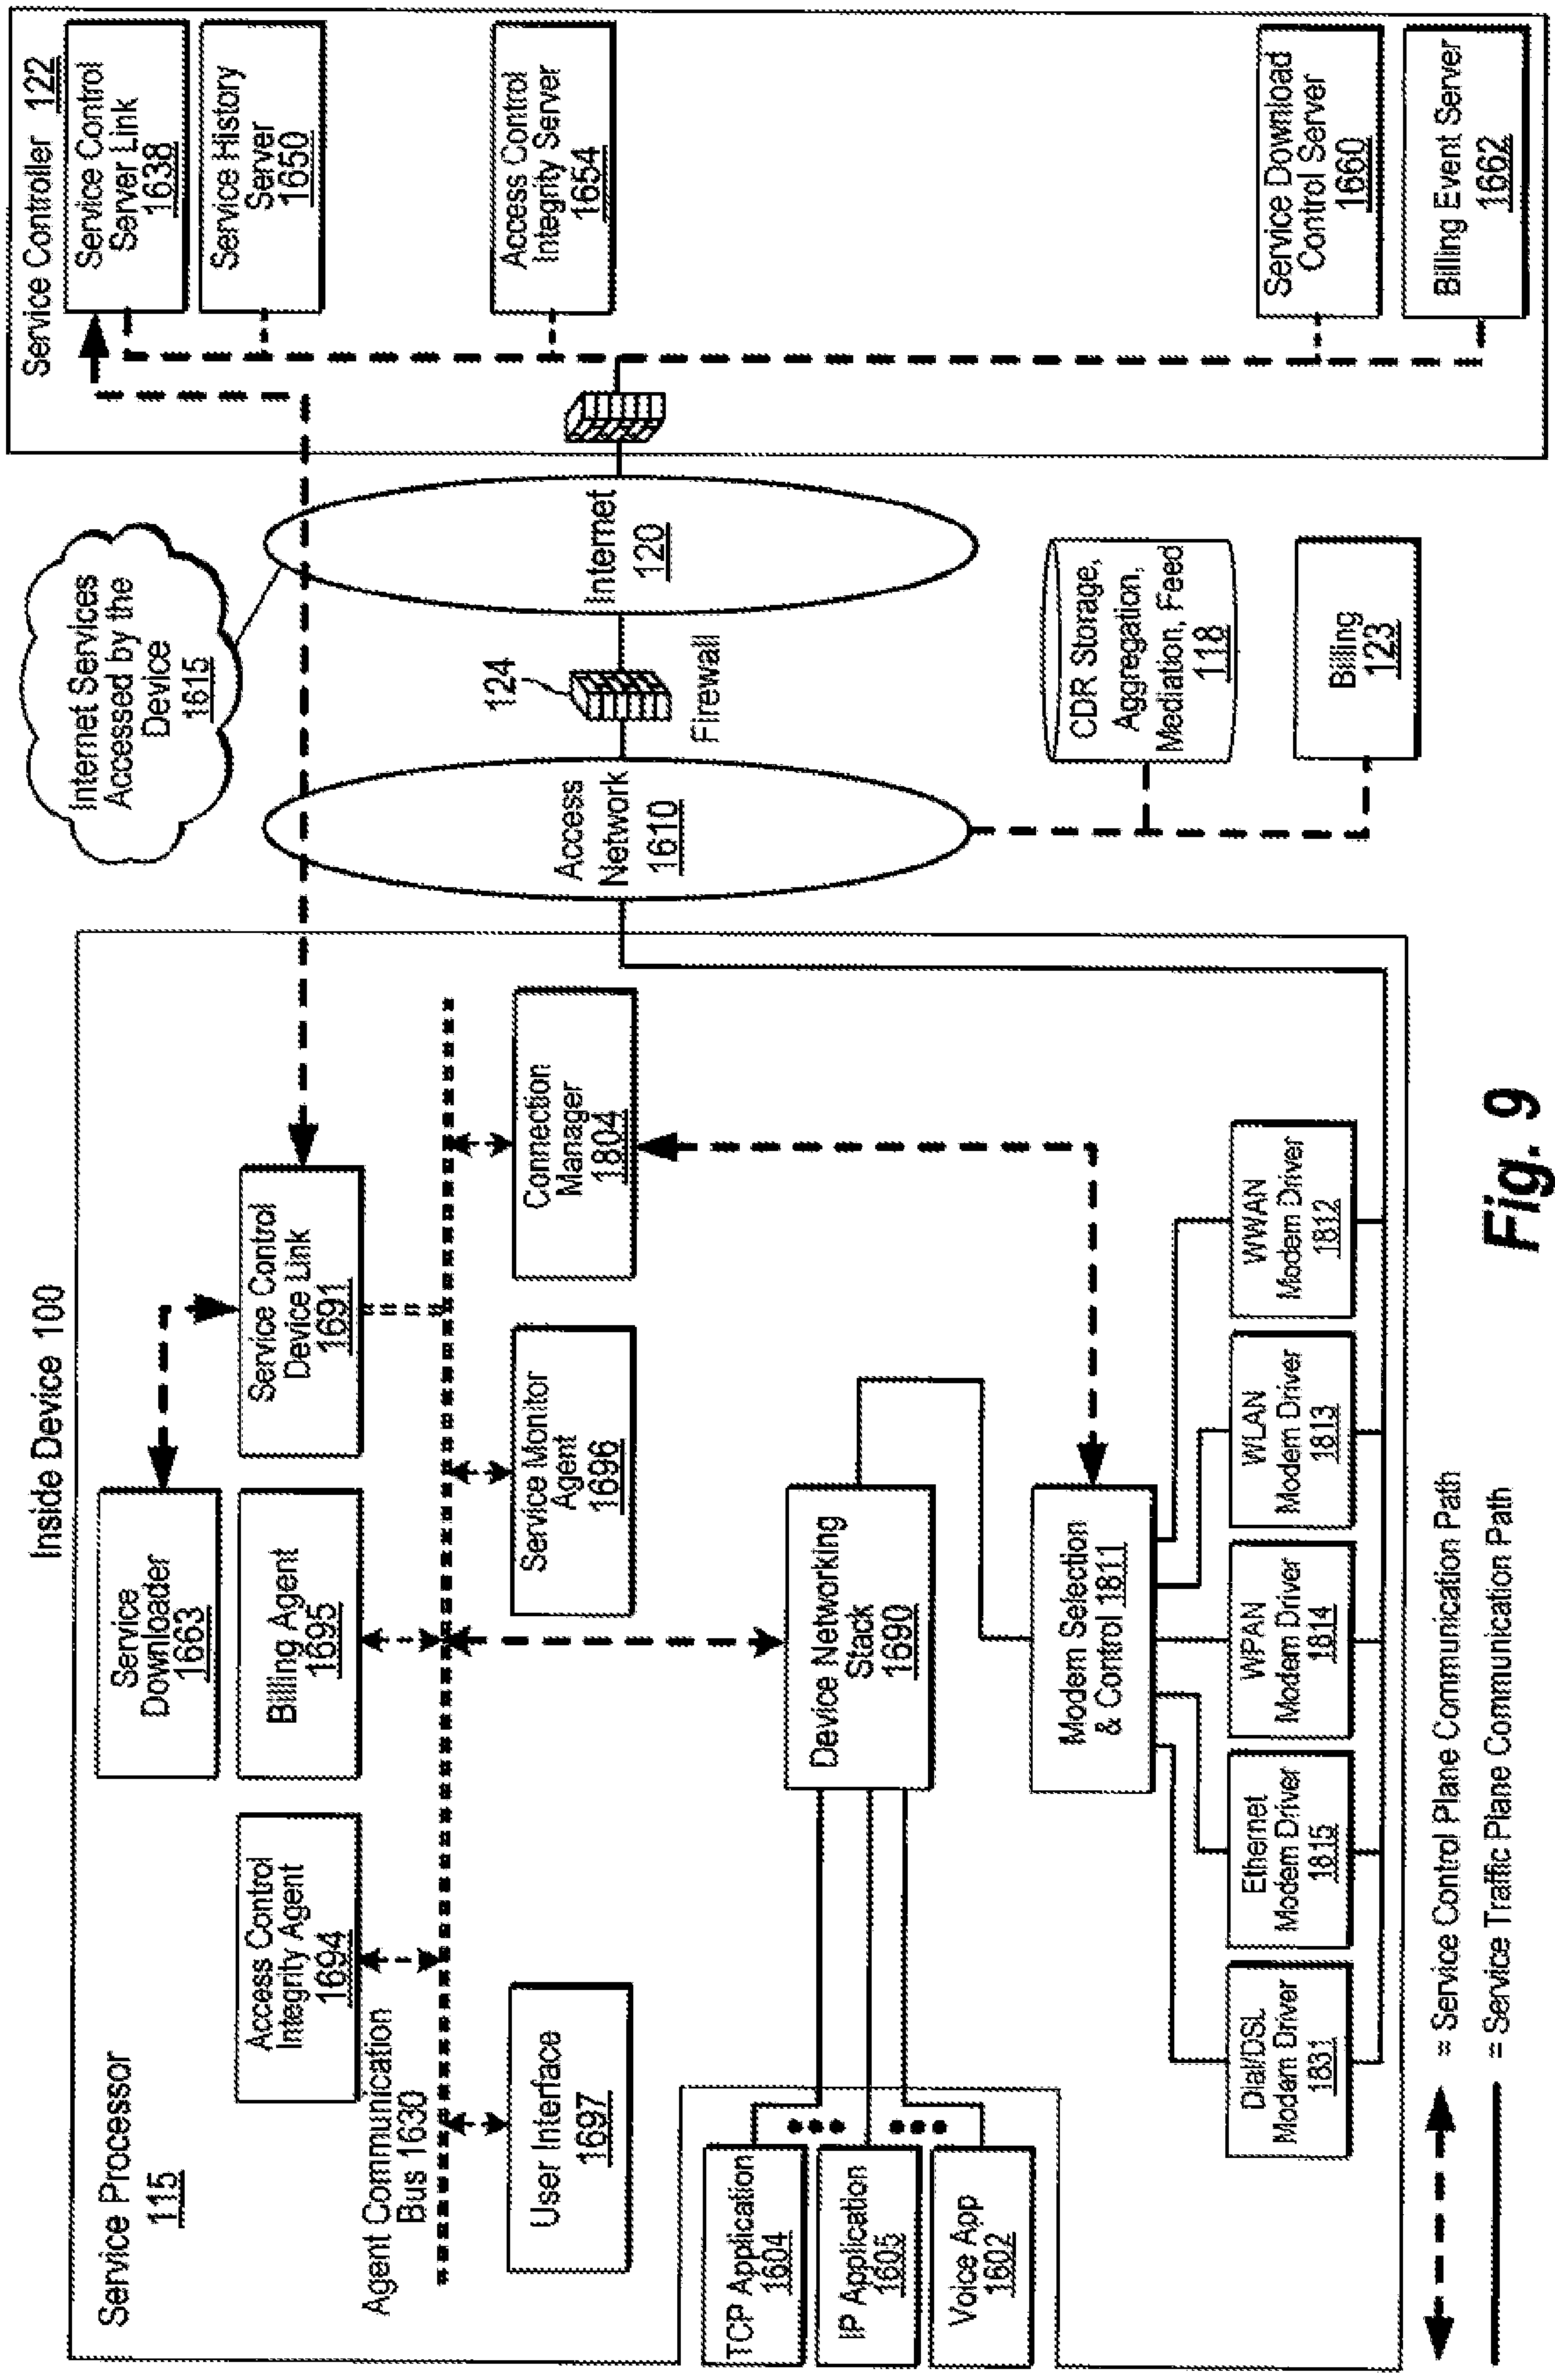 Inside Device 100
Service Processor
115
Service
Downloader
1663
Access Control
Integrity Agent
1694
Billing Agent
1695
Service Control
Device Link
1691
Agent Communication
Bus 1630
User Interface
1697
Service Monitor
Agent
1696
Connection
Manager
1804
TCP Application
1604
IP Application
1605
Voice App
1602
Device Networking
Stack
1690
Modem Selection
& Control 1811
Dial/DSL
Modem Driver
1831
Ethernet
Modem Driver
1815
WPAN
Modem Driver
1814
WLAN
Modem Driver
1813
WWAN
Modem Driver
1812
Internet Services
Accessed by the
Device
1615
Access
Network
1610
124
Firewall
Internet
120
CDR Storage,
Aggregation,
Mediation, Feed
118
Billing
123
Service Controller 122
Service Control
Server Link
1638
Service History
Server
1650
Access Control
Integrity Server
1654
Service Download
Control Server
1660
Billing Event Server
1662
= Service Control Plane Communication Path
= Service Traffic Plane Communication Path
Fig. 9